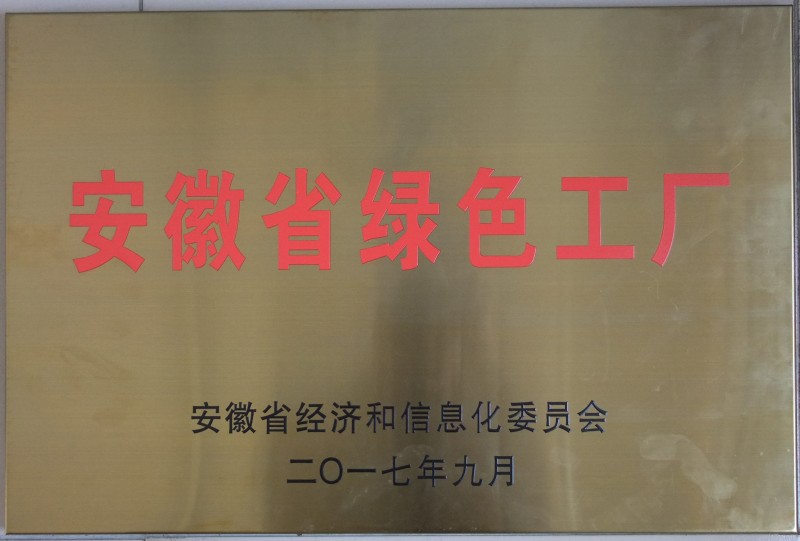 安徽省绿色工厂
安徽省经济和信息化委员会
二〇一七年九月